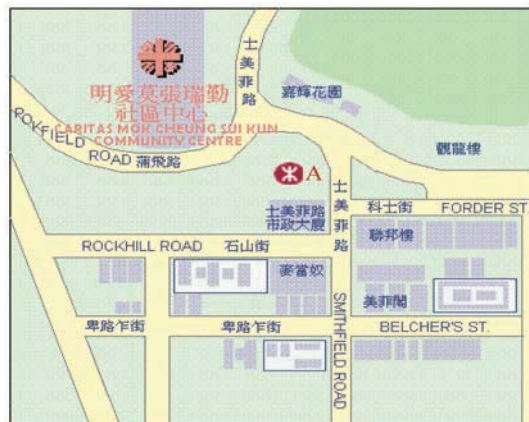 士美菲路
嘉輝花園
明愛莫張瑞勤
社區中心
CARITAS MOK CHEUNG SUI KUN
COMMUNITY CENTRE
ROKFIELD ROAD 蒲飛路
觀龍樓
A
士美菲路
士美菲路
市政大廈
科士街
FORDER ST.
聯邦樓
ROCKHILL ROAD 石山街
麥當奴
美菲閣
SMITHFIELD ROAD
卑路乍街
卑路乍街
BELCHER'S ST.